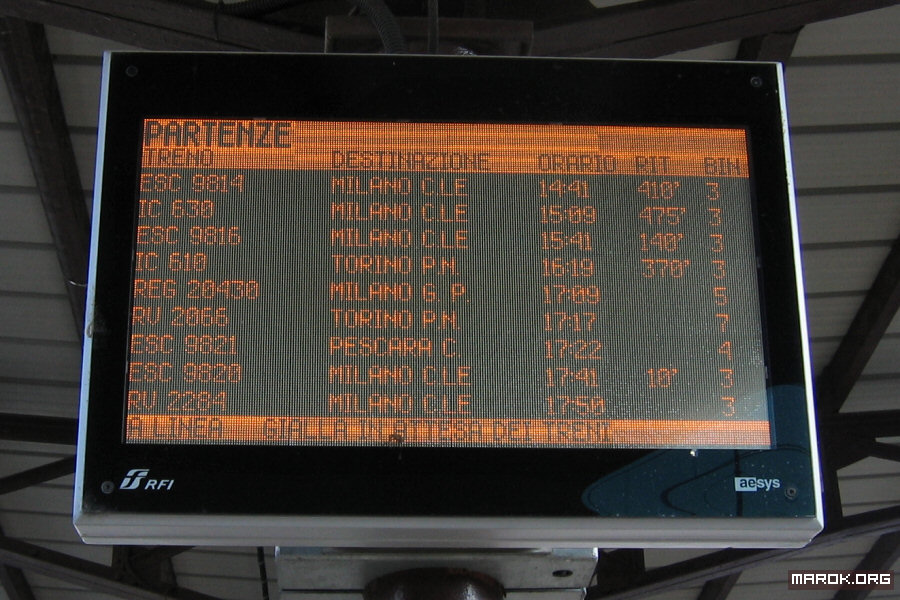 PARTENZE
TRENO DESTINAZIONE ORARIO RIT BIN
ESC 9814 MILANO C.LE 14:41 410' 3
IC 630 MILANO C.LE 15:09 475' 3
ESC 9816 MILANO C.LE 15:41 140' 3
IC 610 TORINO P.N. 16:19 370' 3
REG 20430 MILANO G. P. 17:09 5
RV 2066 TORINO P.N. 17:17 7
ESC 9821 PESCARA C. 17:22 4
ESC 9820 MILANO C.LE 17:41 10' 3
RV 2284 MILANO C.LE 17:50 3
A LINEA GIALLA IN ATTESA DEI TRENI
RFI aesys
MAROK.ORG